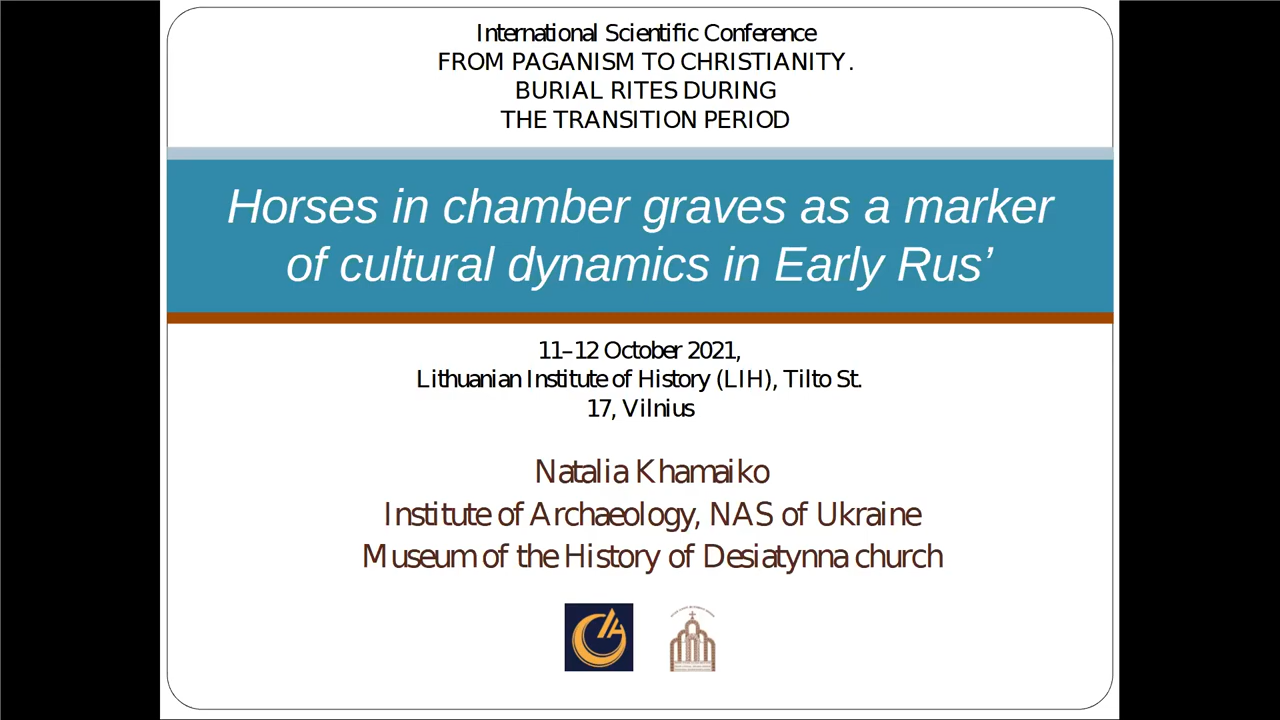 International Scientific Conference
FROM PAGANISM TO CHRISTIANITY.
BURIAL RITES DURING
THE TRANSITION PERIOD
Horses in chamber graves as a marker
of cultural dynamics in Early Rus’
11–12 October 2021,
Lithuanian Institute of History (LIH), Tilto St.
17, Vilnius
Natalia Khamaiko
Institute of Archaeology, NAS of Ukraine
Museum of the History of Desiatynna church